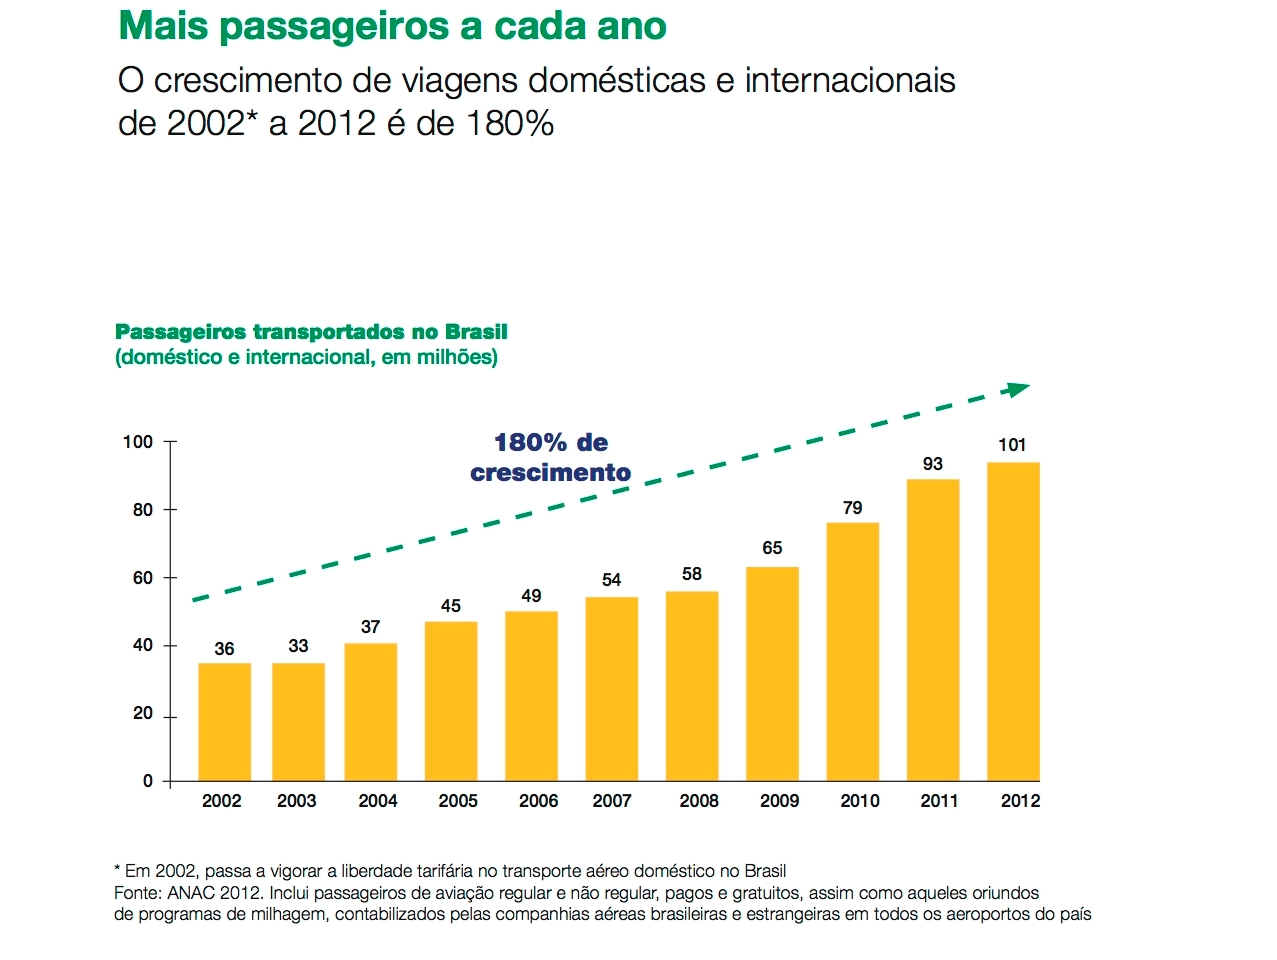 Mais passageiros a cada ano
O crescimento de viagens domésticas e internacionais
de 2002* a 2012 é de 180%
Passageiros transportados no Brasil
(doméstico e internacional, em milhões)
180% de
crescimento
100
80
60
40
20
0
36
33
37
45
49
54
58
65
79
93
101
2002 2003 2004 2005 2006 2007 2008 2009 2010 2011 2012
* Em 2002, passa a vigorar a liberdade tarifária no transporte aéreo doméstico no Brasil
Fonte: ANAC 2012. Inclui passageiros de aviação regular e não regular, pagos e gratuitos, assim como aqueles oriundos
de programas de milhagem, contabilizados pelas companhias aéreas brasileiras e estrangeiras em todos os aeroportos do país